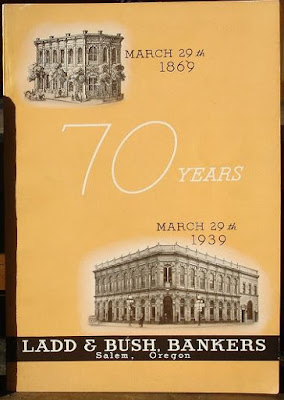 MARCH 29th
1869
70 YEARS
MARCH 29th
1939
LADD & BUSH, BANKERS
Salem, Oregon